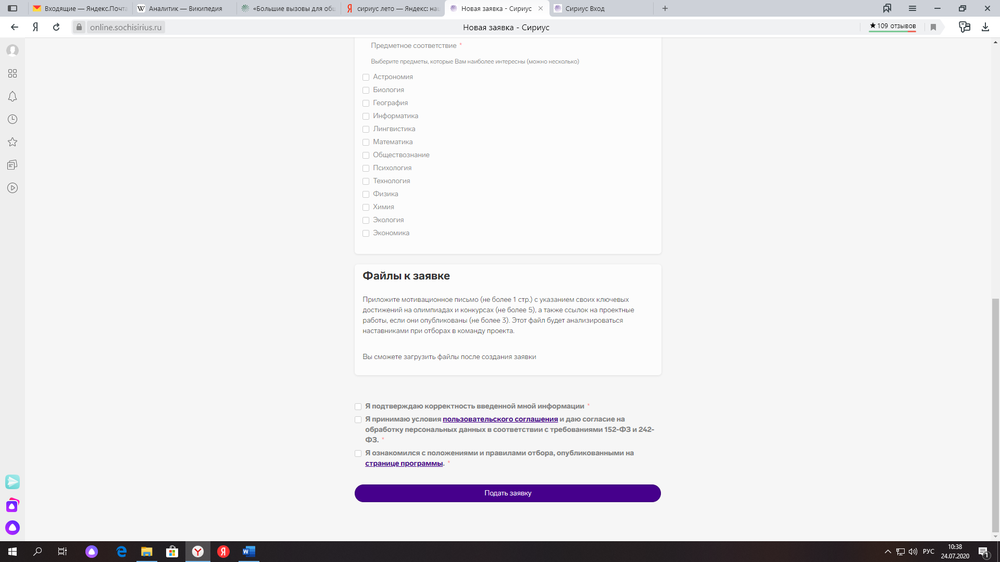 Входящие — Яндекс.Почта
Аналитик — Википедия
«Большие вызовы для общ
сириус лето — Яндекс: наш
Новая заявка - Сириус
Сириус Вход
Я
online.sochisirius.ru
Новая заявка - Сириус
★109 отзывов
Предметное соответствие *
Выберите предметы, которые Вам наиболее интересны (можно несколько)
Астрономия
Биология
География
Информатика
Лингвистика
Математика
Обществознание
Психология
Технология
Физика
Химия
Экология
Экономика
Файлы к заявке
Приложите мотивационное письмо (не более 1 стр.) с указанием своих ключевых
достижений на олимпиадах и конкурсах (не более 5), а также ссылок на проектные
работы, если они опубликованы (не более 3). Этот файл будет анализироваться
наставниками при отборах в команду проекта.
Вы сможете загрузить файлы после создания заявки
Я подтверждаю корректность введенной мной информации *
Я принимаю условия пользовательского соглашения и даю согласие на
обработку персональных данных в соответствии с требованиями 152-ФЗ и 242-
ФЗ. *
Я ознакомился с положениями и правилами отбора, опубликованными на
странице программы. *
Подать заявку
РУС
10:38
24.07.2020
1